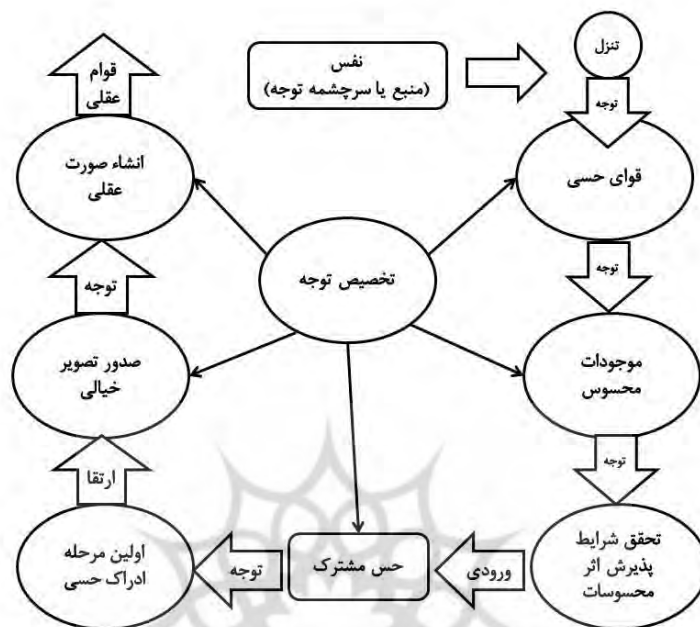 تنزل
نفس
(منبع یا سرچشمه توجه)
توجه
قوای حسی
توجه
موجودات
محسوس
توجه
تحقق شرایط
پذیرش اثر
محسوسات
ورودی
حس مشترک
توجه
اولین مرحله
ادراک حسی
ارتقا
صدور تصویر
خیالی
توجه
انشاء صورت
عقلی
قوام
عقلی
تخصیص توجه